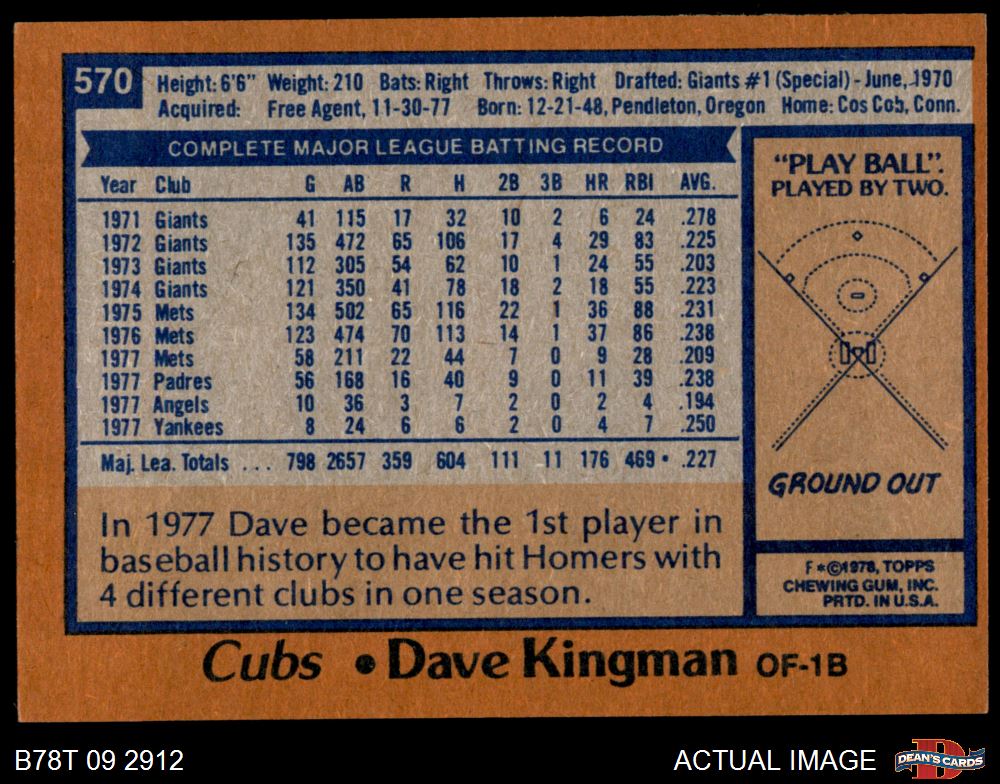 570
Height: 6'6" Weight: 210 Bats: Right Throws: Right Drafted: Giants #1 (Special) - June, 1970
Acquired: Free Agent, 11-30-77 Born: 12-21-48, Pendleton, Oregon Home: Cos Cob, Conn.
COMPLETE MAJOR LEAGUE BATTING RECORD
Year Club G AB R H 2B 3B HR RBI AVG.
1971 Giants 41 115 17 32 10 2 6 24 .278
1972 Giants 135 472 65 106 17 4 29 83 .225
1973 Giants 112 305 54 62 10 1 24 55 .203
1974 Giants 121 350 41 78 18 2 18 55 .223
1975 Mets 134 502 65 116 22 1 36 88 .231
1976 Mets 123 474 70 113 14 1 37 86 .238
1977 Mets 58 211 22 44 7 0 9 28 .209
1977 Padres 56 168 16 40 9 0 11 39 .238
1977 Angels 10 36 3 7 2 0 2 4 .194
1977 Yankees 8 24 6 6 2 0 4 7 .250
Maj. Lea. Totals ... 798 2657 359 604 111 11 176 469 • .227
In 1977 Dave became the 1st player in
baseball history to have hit Homers with
4 different clubs in one season.
"PLAY BALL".
PLAYED BY TWO.
GROUND OUT
F *©1978, TOPPS
CHEWING GUM, INC.
PRTD. IN U.S.A.
Cubs • Dave Kingman OF-1B
B78T 09 2912
ACTUAL IMAGE
D
DEAN'S CARDS